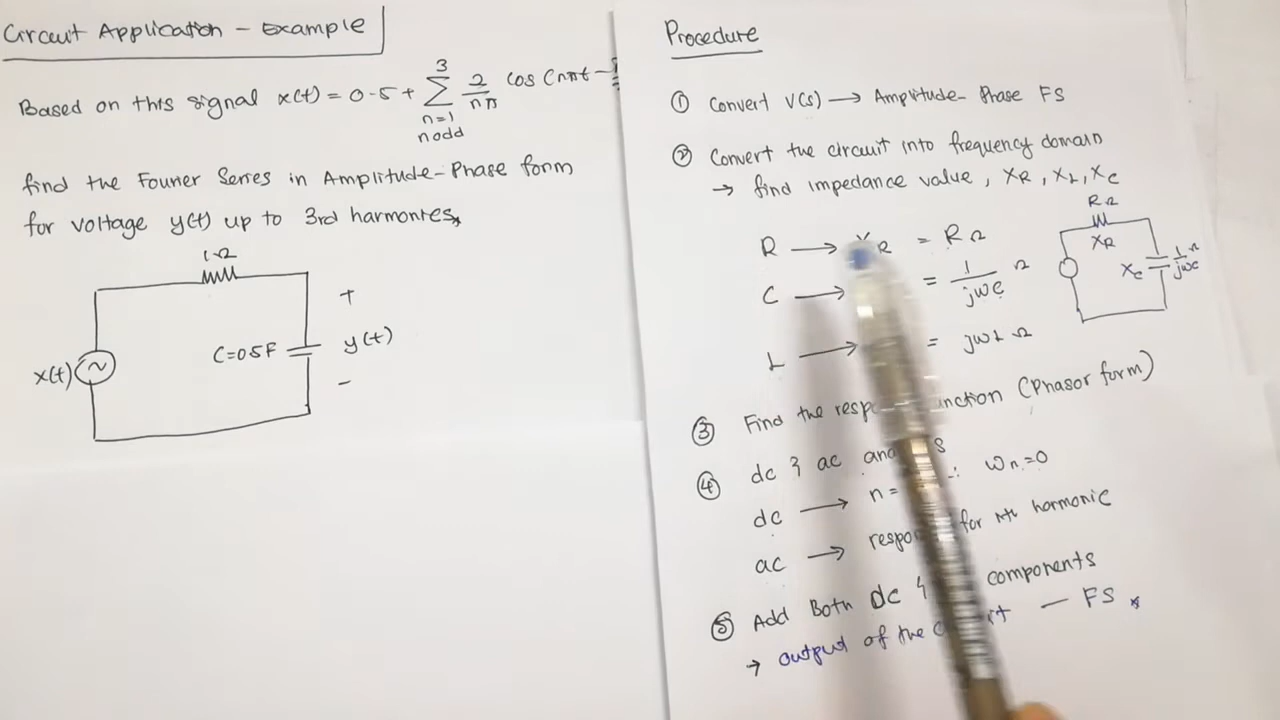 Circuit Application - Example
Based on this signal x(t) = 0.5 + 3 Σ n=1 n odd 2/nπ cos (nπt -
find the Fourier Series in Amplitude-Phase form
for voltage y(t) up to 3rd harmonics
1Ω
x(t)
C=0.5F
+
y(t)
-
Procedure
① Convert V(s) → Amplitude-Phase FS
② Convert the circuit into frequency domain
→ find impedance value, XR, XL, XC
R → XR = RΩ
C → = 1/jωC Ω
L → = jωL Ω
RΩ
XR
XC
1/jωC Ω
③ Find the (Phasor form)
④ dc & ac
dc → n = ∴ ωn = 0
ac → for nth harmonic
⑤ Add Both dc & components
→ output of the — FS